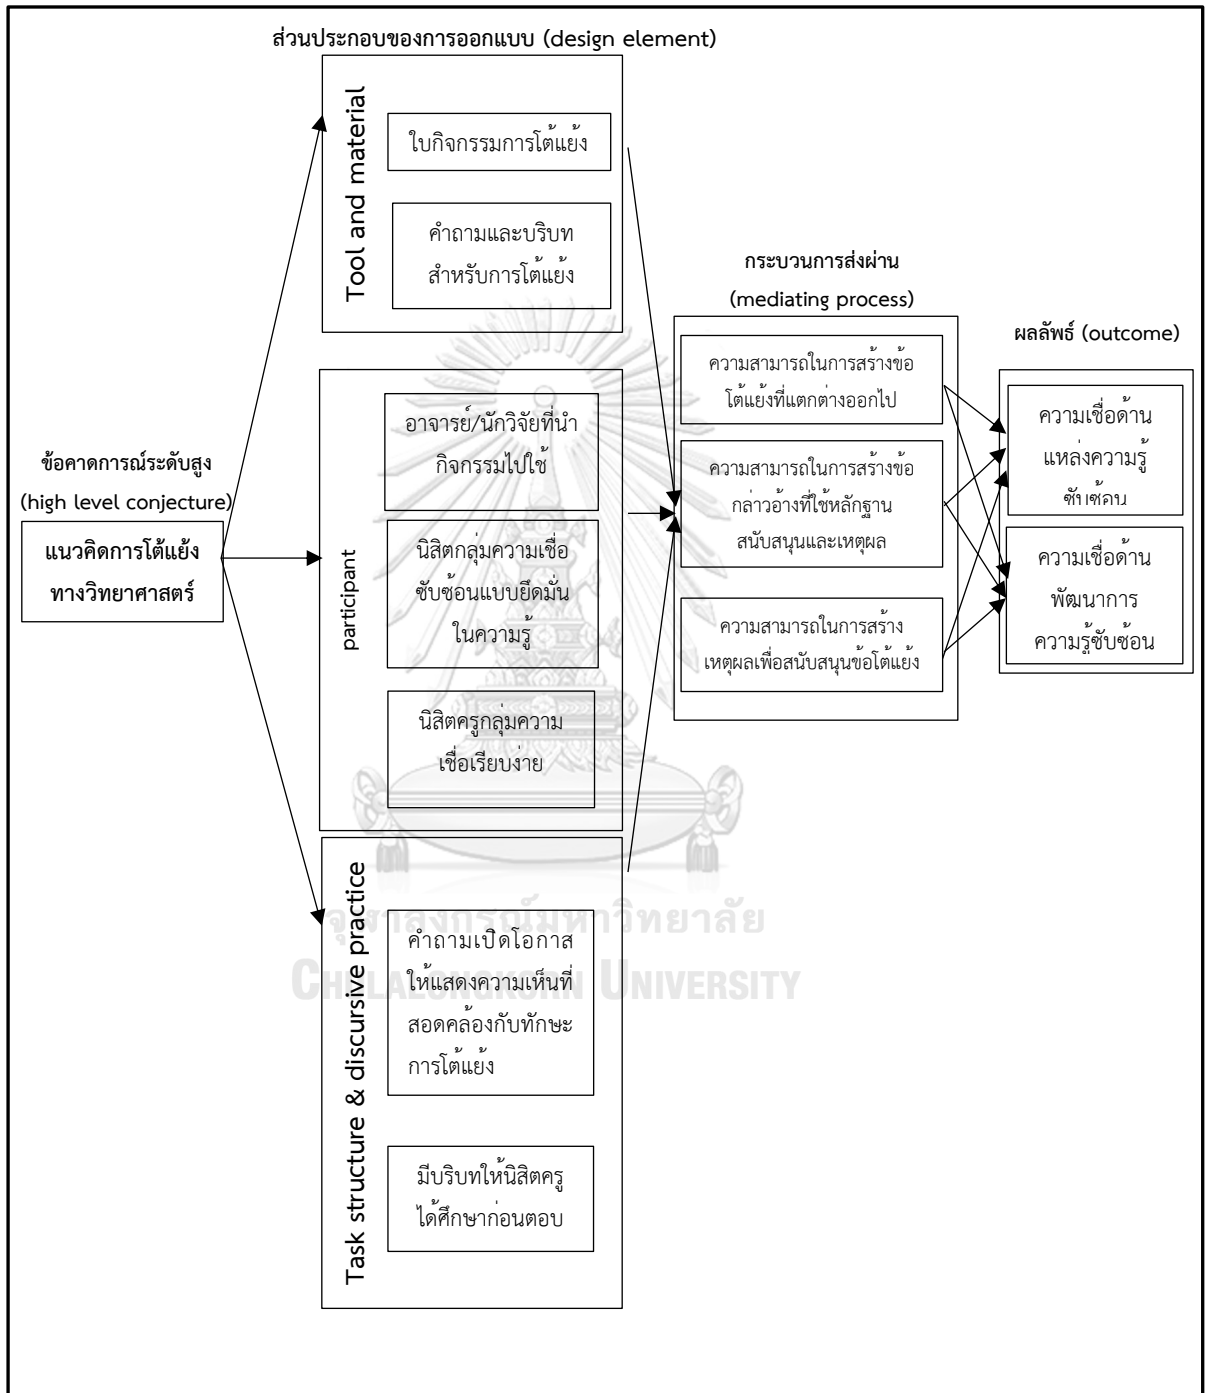 ส่วนประกอบของการออกแบบ (design element)
Tool and material
ใบกิจกรรมการโต้แย้ง
คำถามและบริบท
สำหรับการโต้แย้ง
กระบวนการส่งผ่าน
(mediating process)
ผลลัพธ์ (outcome)
ข้อคาดการณ์ระดับสูง
(high level conjecture)
แนวคิดการโต้แย้ง
ทางวิทยาศาสตร์
participant
อาจารย์/นักวิจัยที่นำ
กิจกรรมไปใช้
นิสิตกลุ่มความเชื่อ
ซับซ้อนแบบยึดมั่น
ในความรู้
นิสิตครูกลุ่มความ
เชื่อเรียบง่าย
ความสามารถในการสร้างข้อ
โต้แย้งที่แตกต่างออกไป
ความสามารถในการสร้างข้อ
กล่าวอ้างที่ใช้หลักฐาน
สนับสนุนและเหตุผล
ความสามารถในการสร้าง
เหตุผลเพื่อสนับสนุนข้อโต้แย้ง
ความเชื่อด้าน
แหล่งความรู้
ซับซ้อน
ความเชื่อด้าน
พัฒนาการ
ความรู้ซับซ้อน
Task structure & discursive practice
คำถามเปิดโอกาส
ให้แสดงความเห็นที่
สอดคล้องกับทักษะ
การโต้แย้ง
มีบริบทให้นิสิตครู
ได้ศึกษาก่อนตอบ
จุฬาลงกรณ์มหาวิทยาลัย
CHULALONGKORN UNIVERSITY